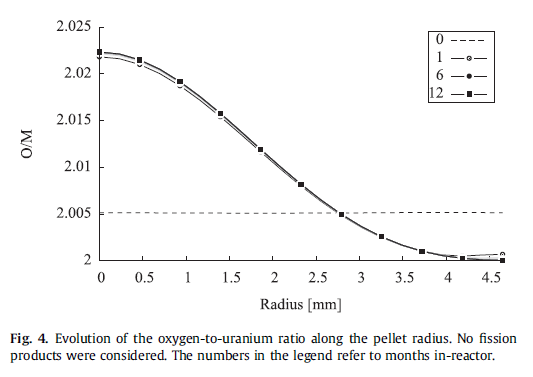 2.025
2.02
2.015
2.01
2.005
2
O/M
0
1
6
12
0 0.5 1 1.5 2 2.5 3 3.5 4 4.5
Radius [mm]
Fig. 4. Evolution of the oxygen-to-uranium ratio along the pellet radius. No fission
products were considered. The numbers in the legend refer to months in-reactor.